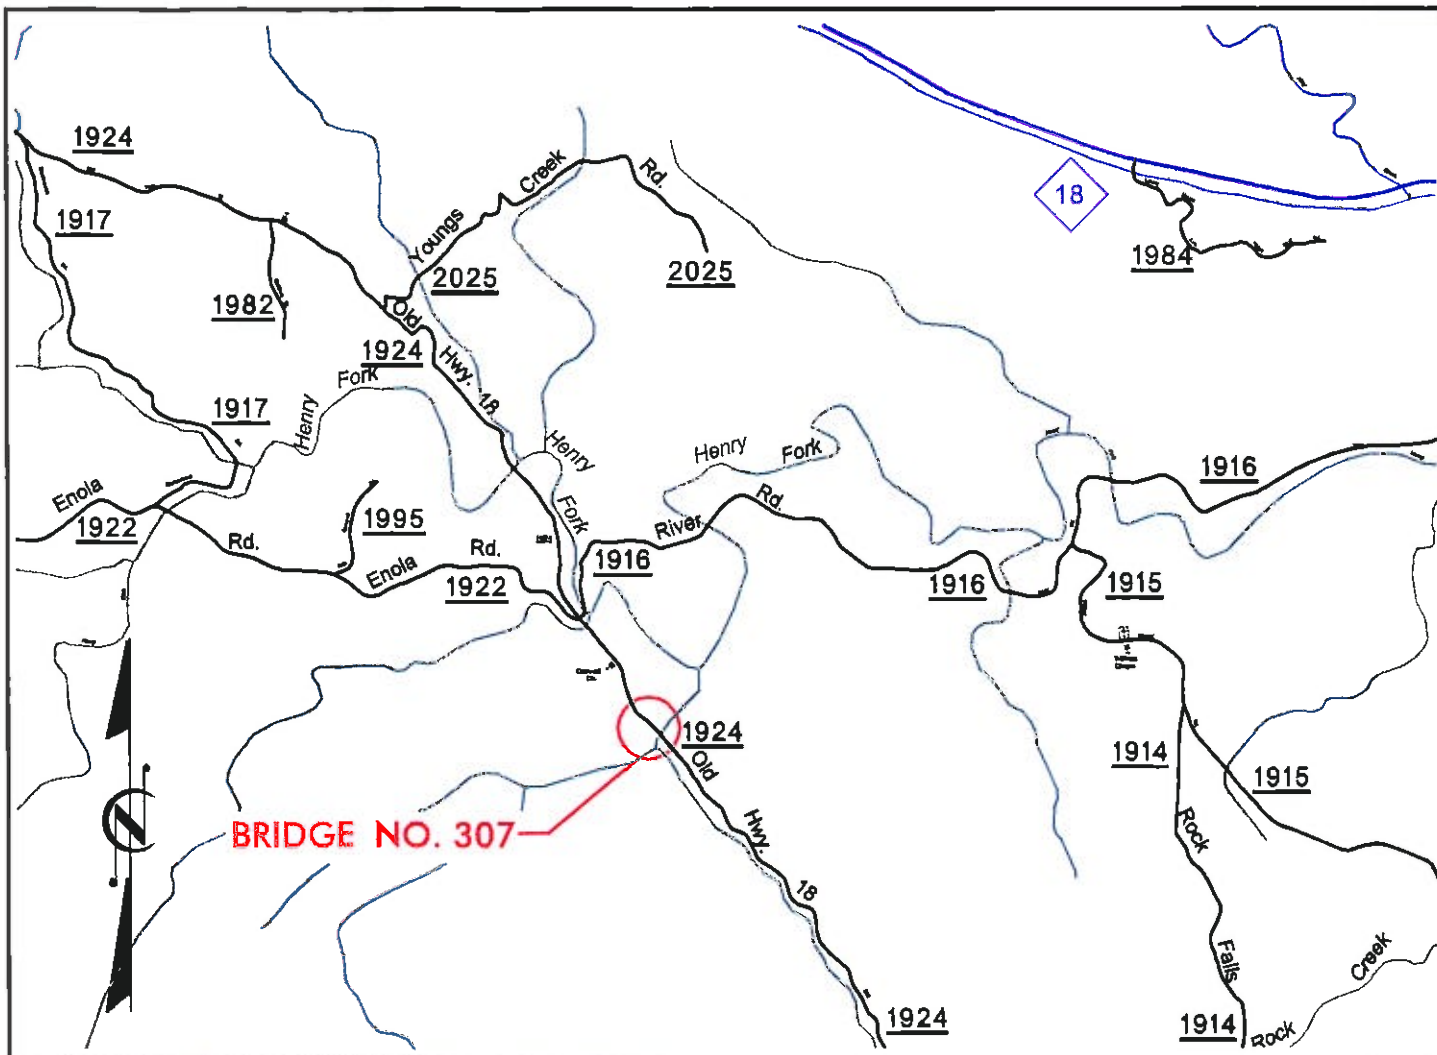 1924
1917
Youngs Creek Rd.
18
1984
2025
2025
1982
Old Hwy. 18
1924
Henry Fork
1917
Henry Fork
Henry Fork
Enola Rd.
1922
1995
Enola Rd.
1922
1916
River Rd.
1916
1916
1915
1924
Old Hwy. 18
1914
1915
BRIDGE NO. 307
Rock Falls
1924
1914
Rock Creek
N